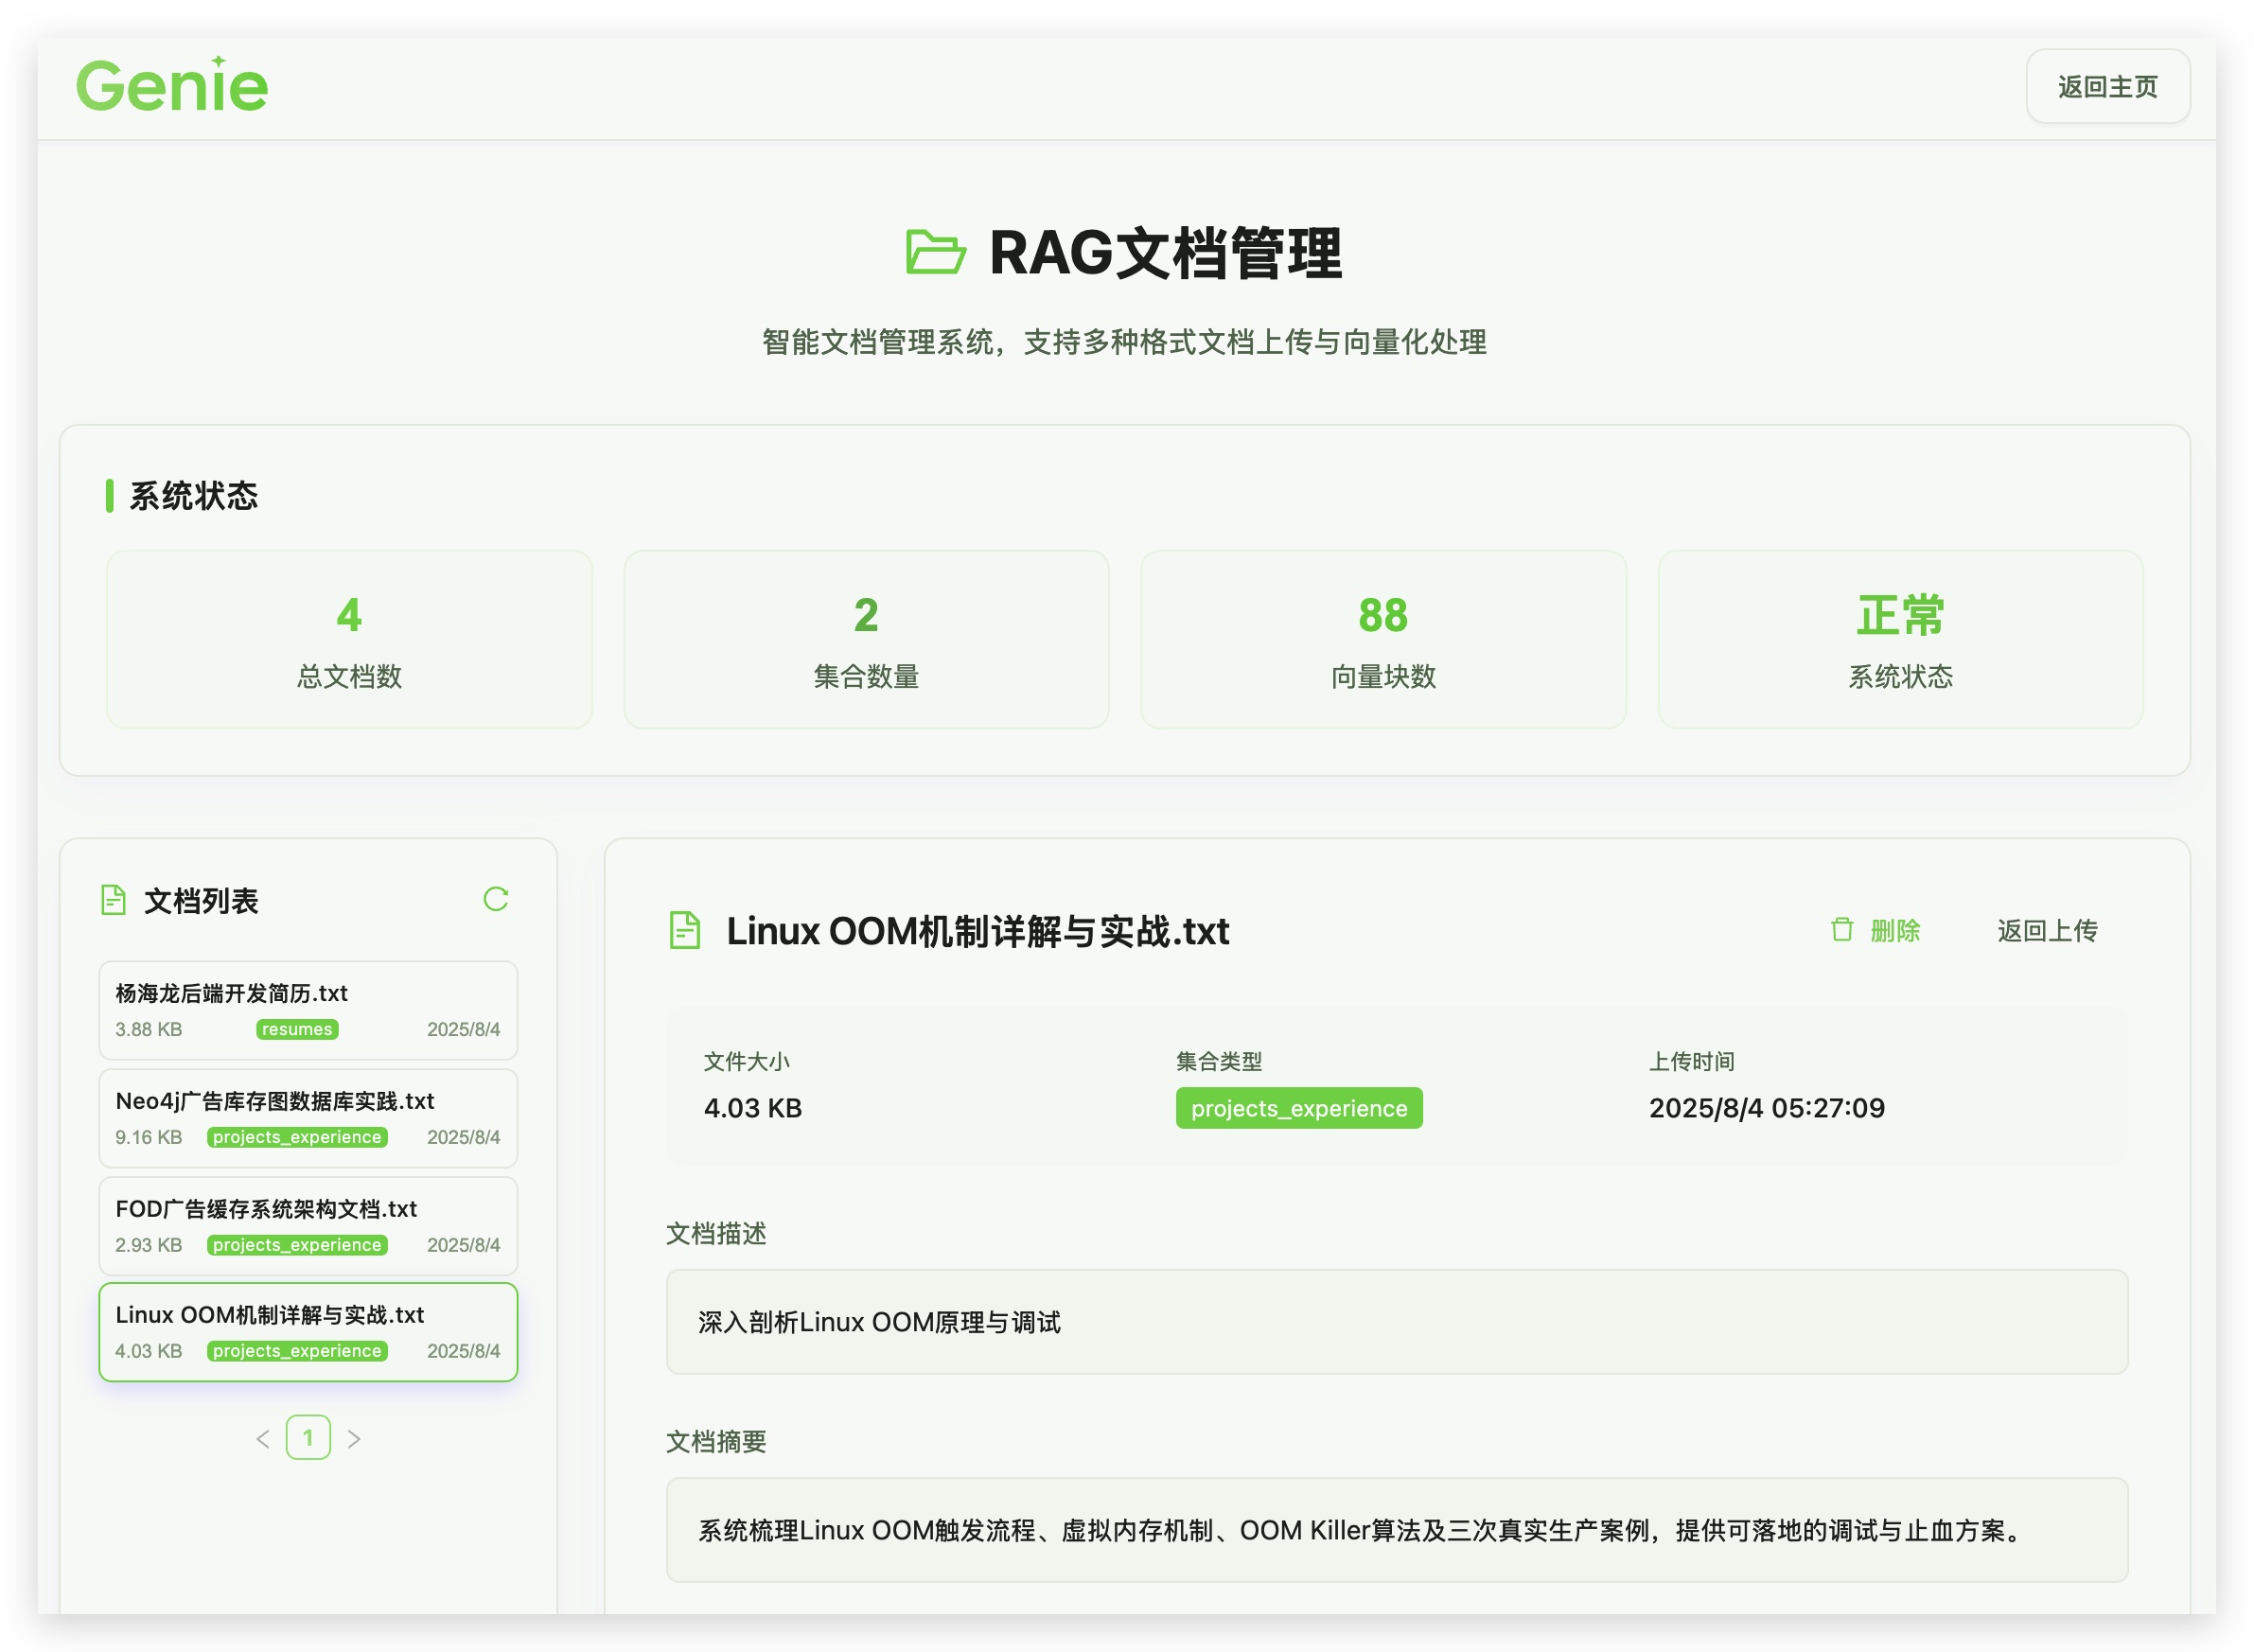 Genie
返回主页
RAG文档管理
智能文档管理系统，支持多种格式文档上传与向量化处理
系统状态
4
总文档数
2
集合数量
88
向量块数
正常
系统状态
文档列表
杨海龙后端开发简历.txt
3.88 KB resumes 2025/8/4
Neo4j广告库存图数据库实践.txt
9.16 KB projects_experience 2025/8/4
FOD广告缓存系统架构文档.txt
2.93 KB projects_experience 2025/8/4
Linux OOM机制详解与实战.txt
4.03 KB projects_experience 2025/8/4
1
Linux OOM机制详解与实战.txt
删除 返回上传
文件大小 集合类型 上传时间
4.03 KB projects_experience 2025/8/4 05:27:09
文档描述
深入剖析Linux OOM原理与调试
文档摘要
系统梳理Linux OOM触发流程、虚拟内存机制、OOM Killer算法及三次真实生产案例，提供可落地的调试与止血方案。